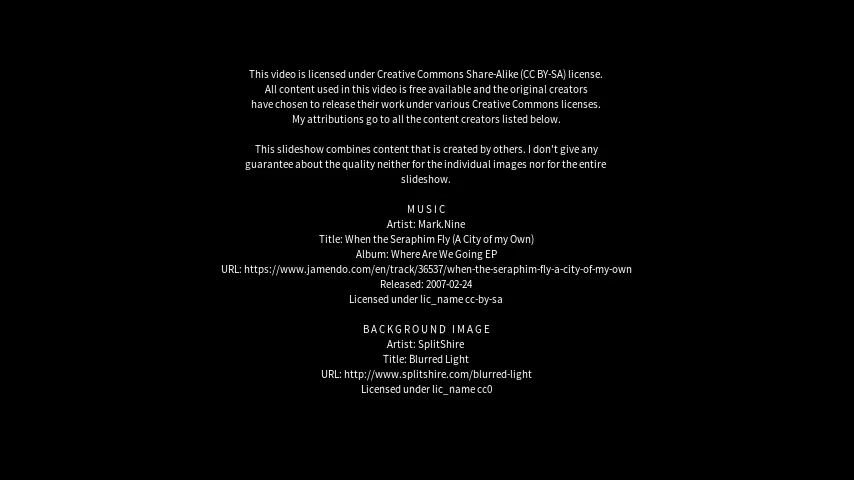 This video is licensed under Creative Commons Share-Alike (CC BY-SA) license.
All content used in this video is free available and the original creators
have chosen to release their work under various Creative Commons licenses.
My attributions go to all the content creators listed below.
This slideshow combines content that is created by others. I don't give any
guarantee about the quality neither for the individual images nor for the entire
slideshow.
MUSIC
Artist: Mark.Nine
Title: When the Seraphim Fly (A City of my Own)
Album: Where Are We Going EP
URL: https://www.jamendo.com/en/track/36537/when-the-seraphim-fly-a-city-of-my-own
Released: 2007-02-24
Licensed under lic_name cc-by-sa
BACKGROUND IMAGE
Artist: SplitShire
Title: Blurred Light
URL: http://www.splitshire.com/blurred-light
Licensed under lic_name cc0